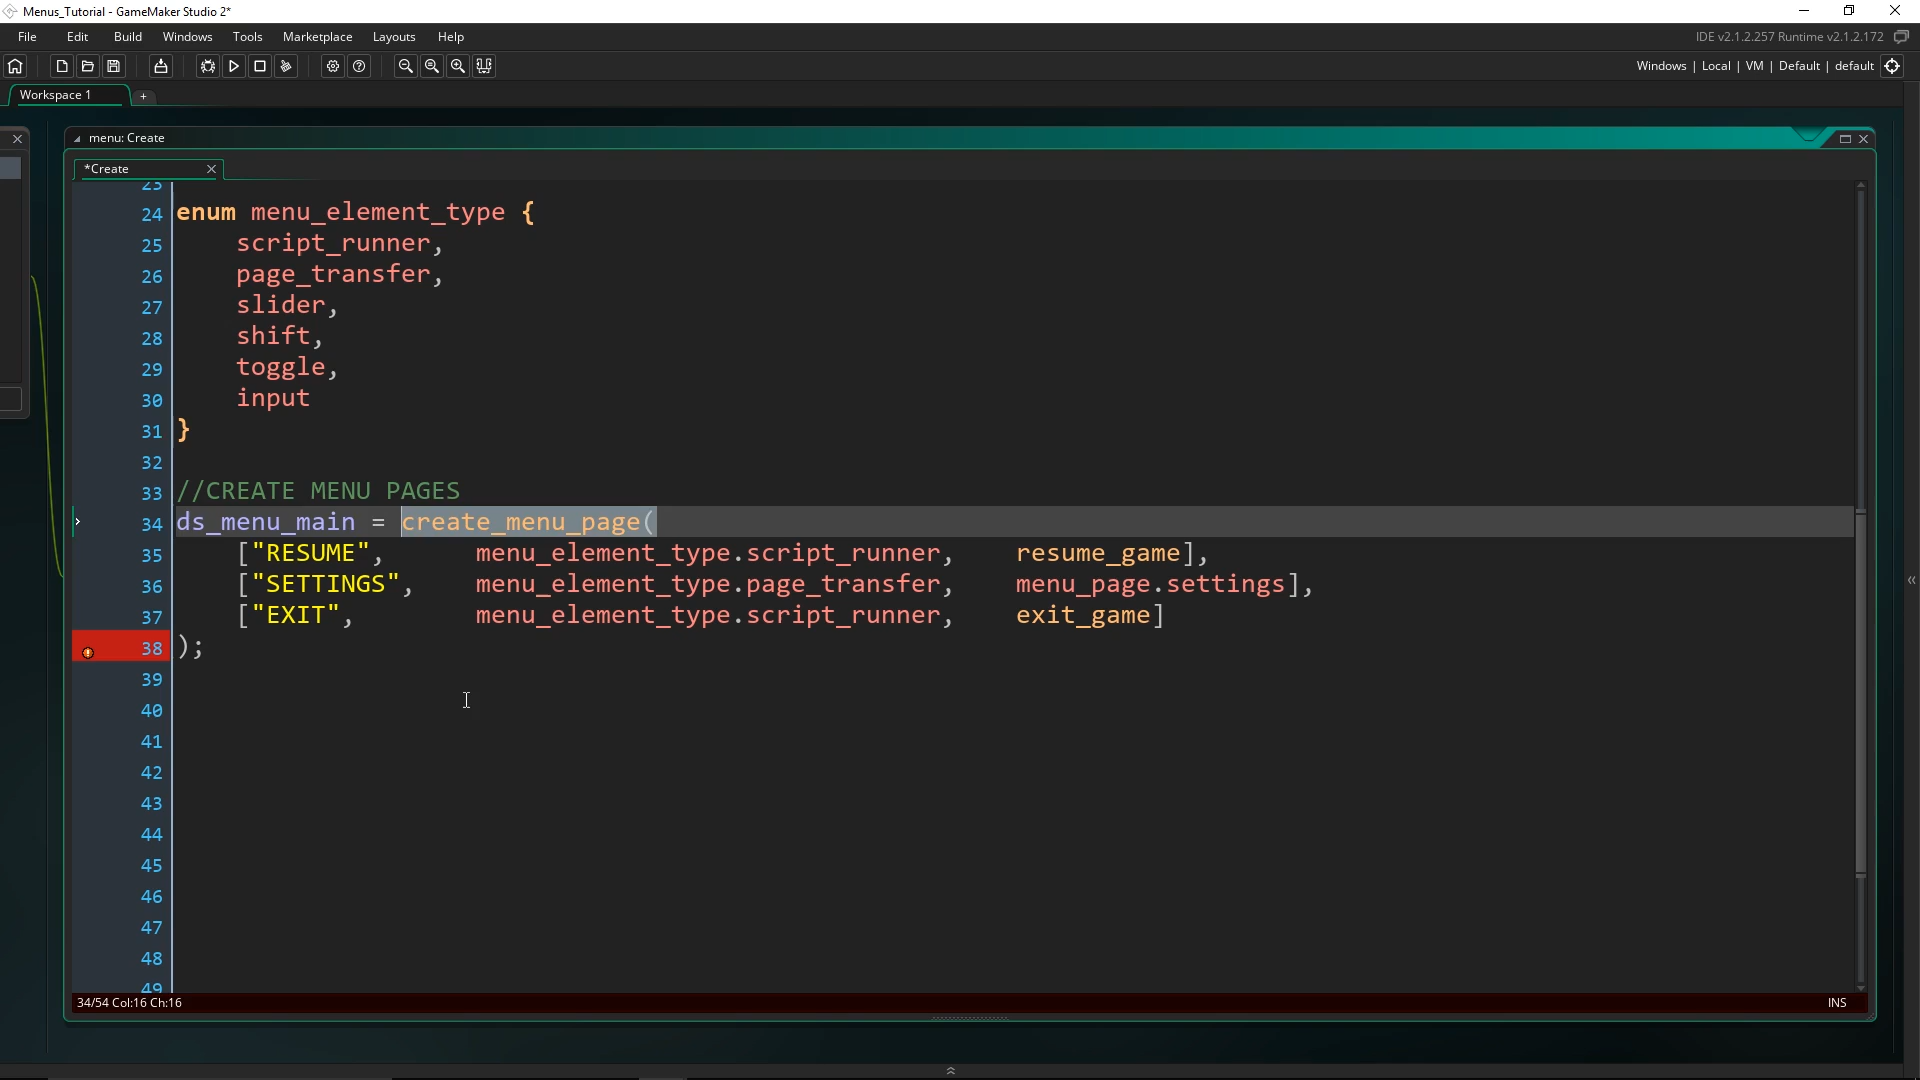 Menus_Tutorial - GameMaker Studio 2*
File Edit Build Windows Tools Marketplace Layouts Help
IDE v2.1.2.257 Runtime v2.1.2.172
Windows | Local | VM | Default | default
Workspace 1 +
menu: Create
*Create
23
24 enum menu_element_type {
25 script_runner,
26 page_transfer,
27 slider,
28 shift,
29 toggle,
30 input
31 }
32
33 //CREATE MENU PAGES
34 ds_menu_main = create_menu_page(
35 ["RESUME", menu_element_type.script_runner, resume_game],
36 ["SETTINGS", menu_element_type.page_transfer, menu_page.settings],
37 ["EXIT", menu_element_type.script_runner, exit_game]
38 );
39
40
41
42
43
44
45
46
47
48
49
34/54 Col:16 Ch:16 INS